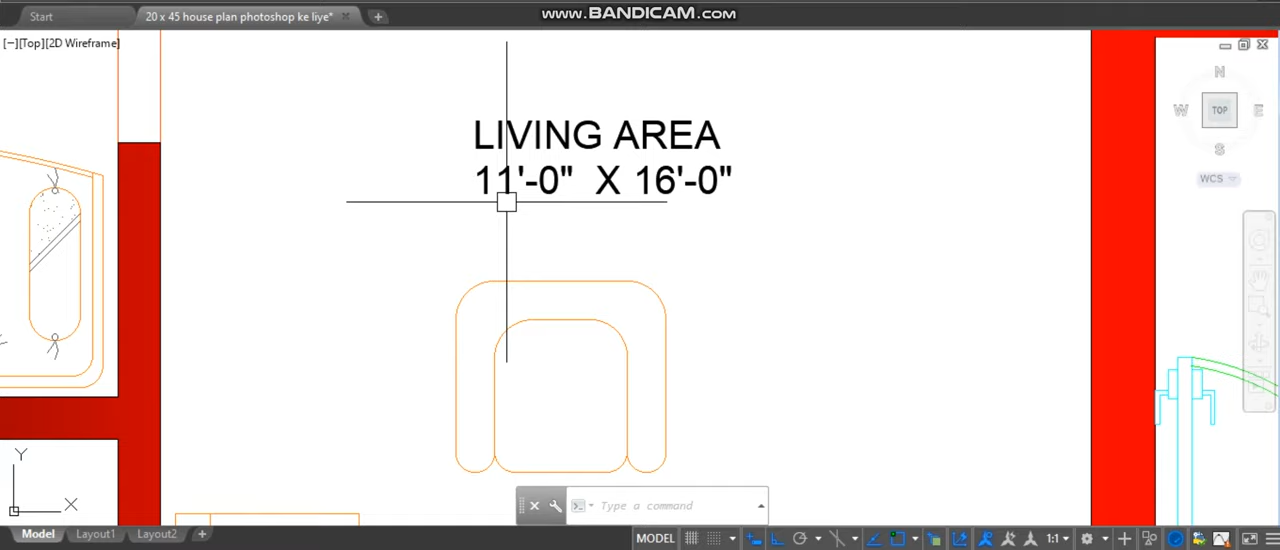 www.BANDICAM.com
Start
20 x 45 house plan photoshop ke liye*
[−][Top][2D Wireframe]
N
W
TOP
E
S
WCS
LIVING AREA
11'-0" X 16'-0"
Y
X
Type a command
Model
Layout1
Layout2
MODEL
1:1